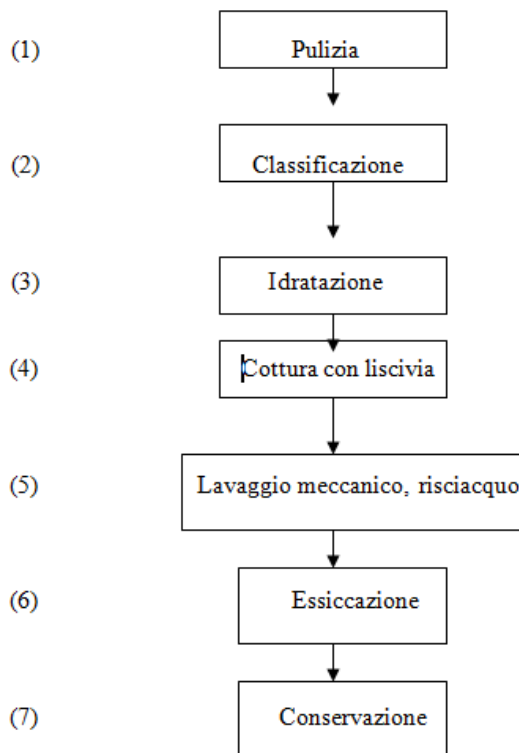 (1) Pulizia
(2) Classificazione
(3) Idratazione
(4) Cottura con liscivia
(5) Lavaggio meccanico, risciacquo
(6) Essiccazione
(7) Conservazione